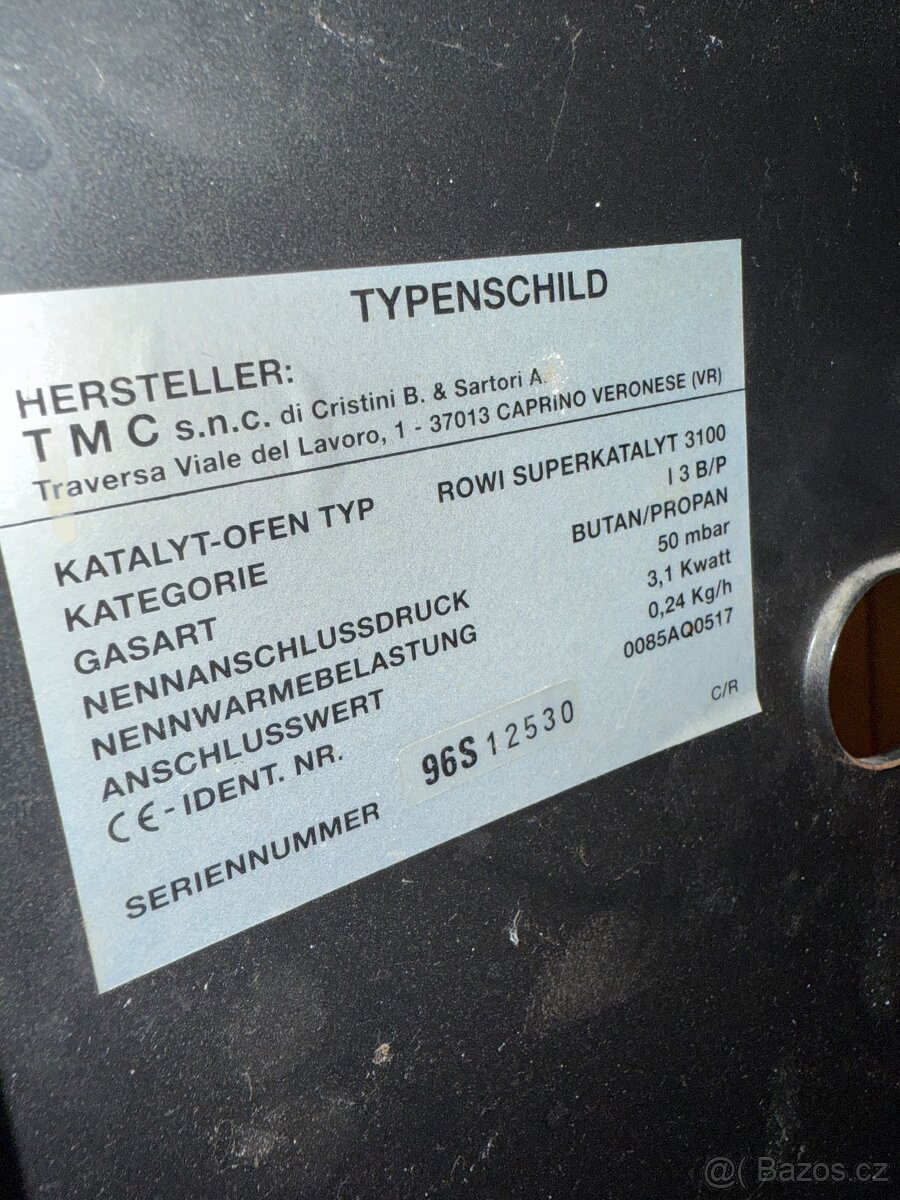 TYPENSCHILD
HERSTELLER:
T M C s.n.c. di Cristini B. & Sartori A.
Traversa Viale del Lavoro, 1 - 37013 CAPRINO VERONESE (VR)
KATALYT-OFEN TYP ROWI SUPERKATALYT 3100
KATEGORIE I 3 B/P
GASART BUTAN/PROPAN
NENNANSCHLUSSDRUCK 50 mbar
NENNWARMEBELASTUNG 3,1 Kwatt
ANSCHLUSSWERT 0,24 Kg/h
CE-IDENT. NR. 0085AQ0517
SERIENNUMMER 96S12530
C/R
@( Bazos.cz